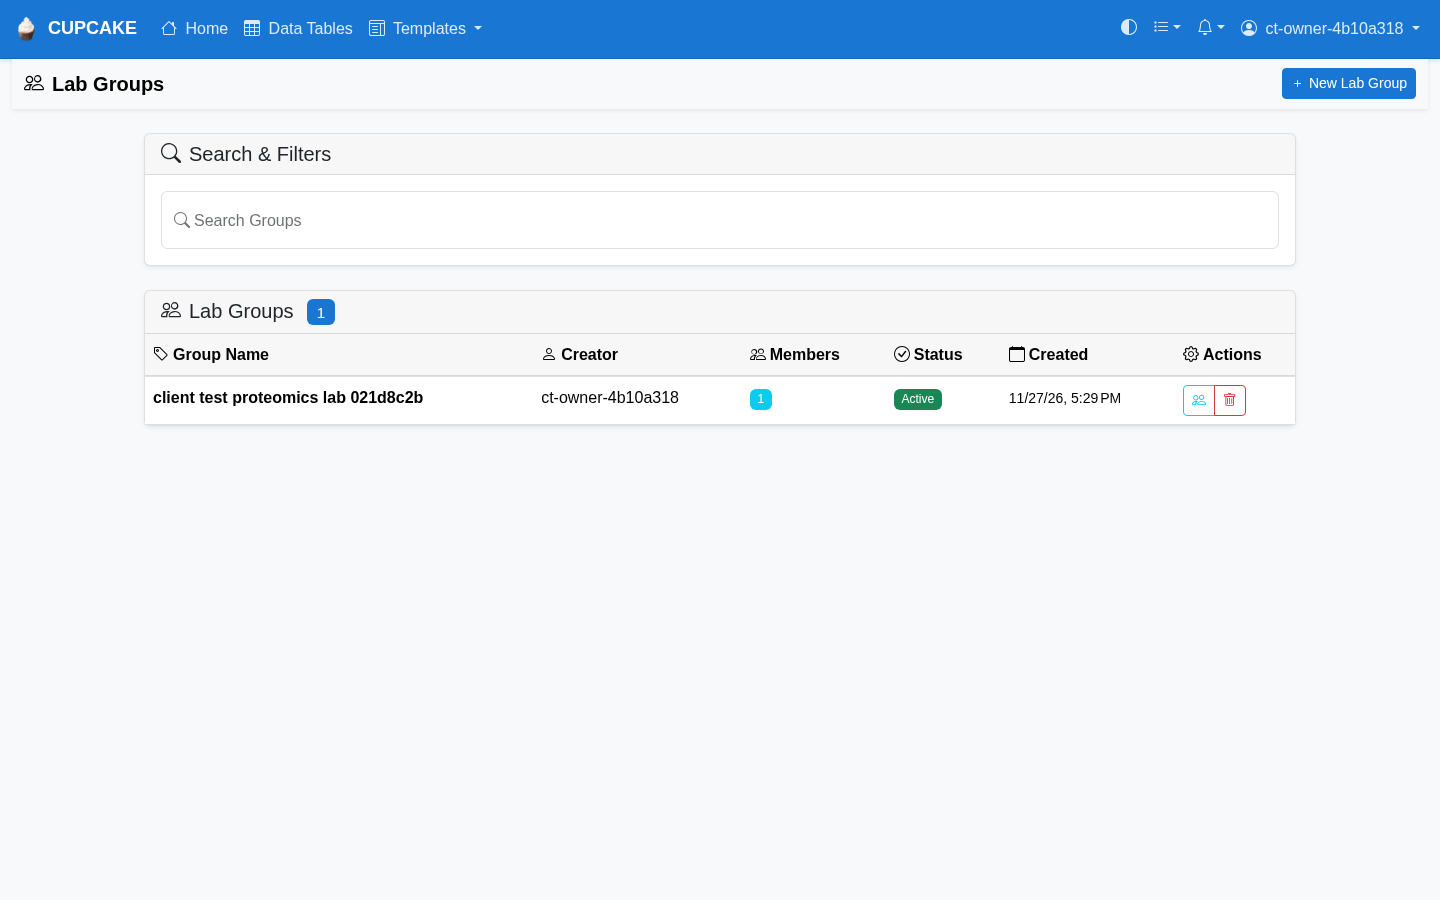 CUPCAKE Home Data Tables Templates ct-owner-4b10a318
Lab Groups + New Lab Group
Search & Filters
Search Groups
Lab Groups 1
Group Name Creator Members Status Created Actions
client test proteomics lab 021d8c2b ct-owner-4b10a318 1 Active 11/27/26, 5:29 PM